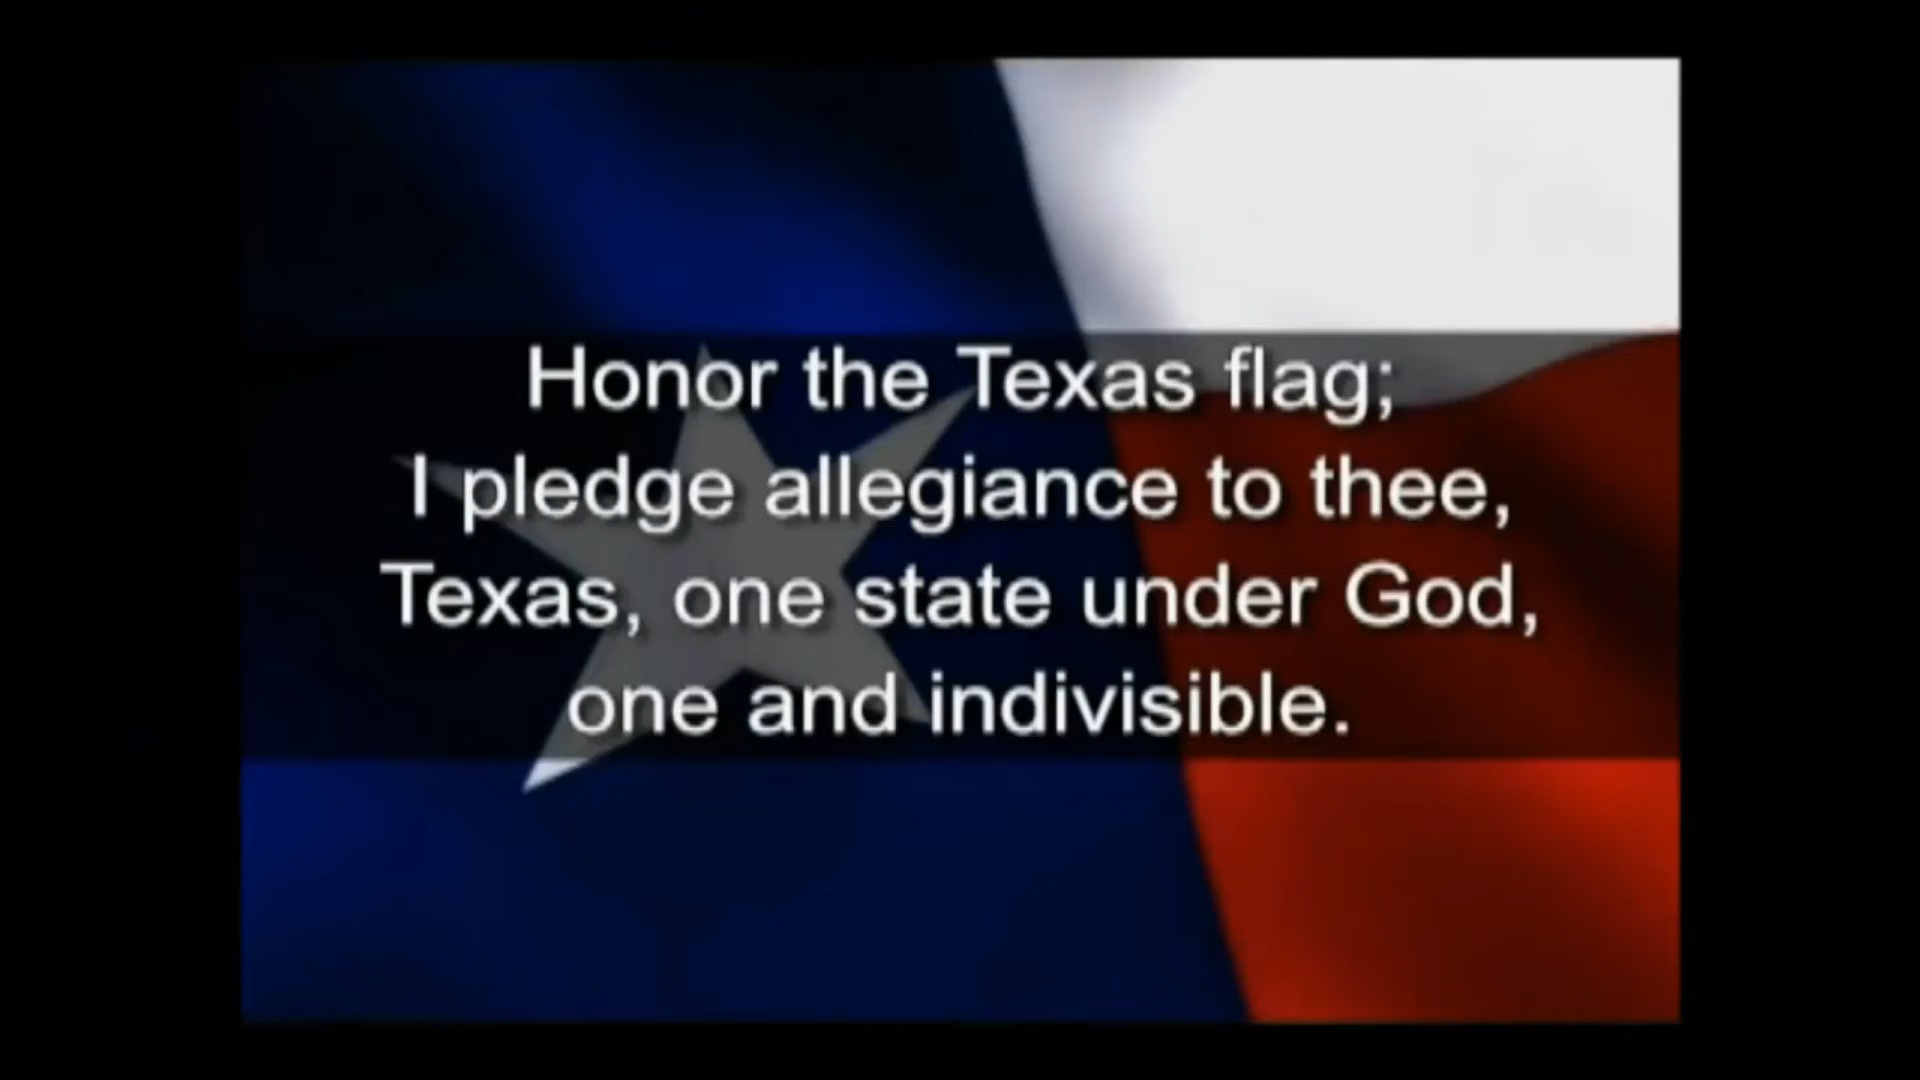 Honor the Texas flag;
I pledge allegiance to thee,
Texas, one state under God,
one and indivisible.